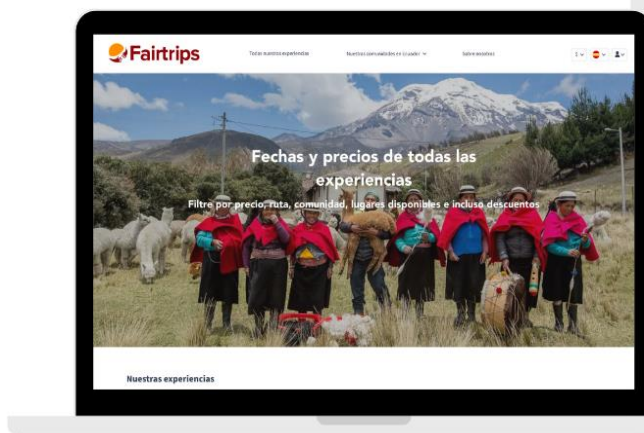 Fairtrips
Todas nuestras experiencias
Nuestras comunidades en Ecuador
Sobre nosotros
Fechas y precios de todas las
experiencias
Filtre por precio, ruta, comunidad, lugares disponibles e incluso descuentos
Nuestras experiencias